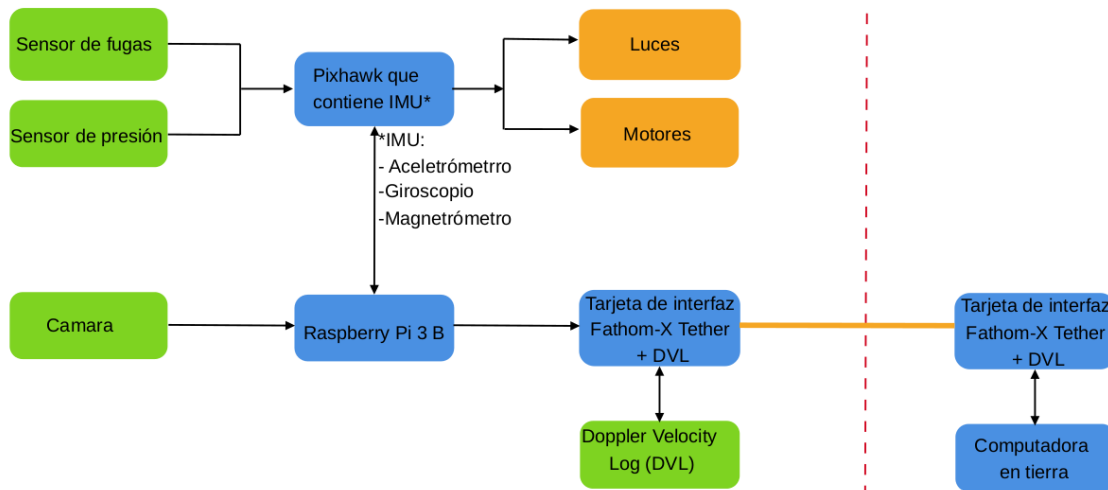 Sensor de fugas
Sensor de presión
Pixhawk que
contiene IMU*
Luces
Motores
*IMU:
- Aceletrómetrro
-Giroscopio
-Magnetrómetro
Camara
Raspberry Pi 3 B
Tarjeta de interfaz
Fathom-X Tether
+ DVL
Doppler Velocity
Log (DVL)
Tarjeta de interfaz
Fathom-X Tether
+ DVL
Computadora
en tierra